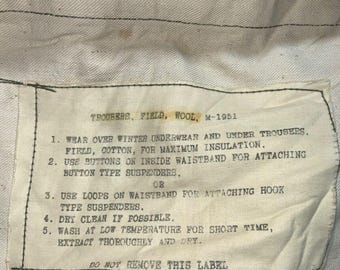 TROUSERS, FIELD, WOOL, M-1951
1. WEAR OVER WINTER UNDERWEAR AND UNDER TROUSERS,
FIELD, COTTON, FOR MAXIMUM INSULATION.
2. USE BUTTONS ON INSIDE WAISTBAND FOR ATTACHING
BUTTON TYPE SUSPENDERS,
OR
3. USE LOOPS ON WAISTBAND FOR ATTACHING HOOK
TYPE SUSPENDERS.
4. DRY CLEAN IF POSSIBLE.
5. WASH AT LOW TEMPERATURE FOR SHORT TIME,
EXTRACT THOROUGHLY AND DRY.
DO NOT REMOVE THIS LABEL